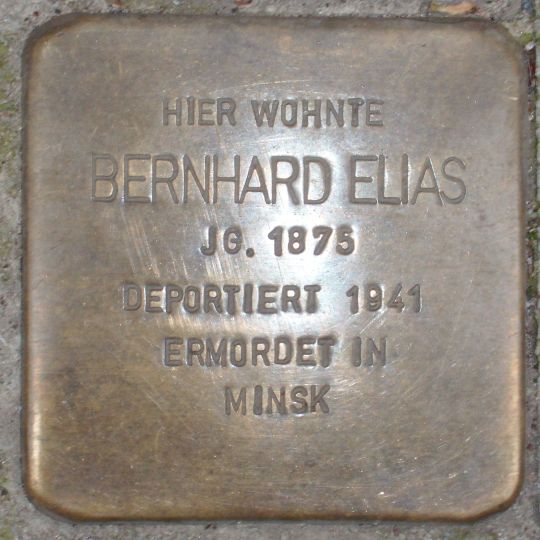 HIER WOHNTE
BERNHARD ELIAS
JG. 1875
DEPORTIERT 1941
ERMORDET IN
MINSK